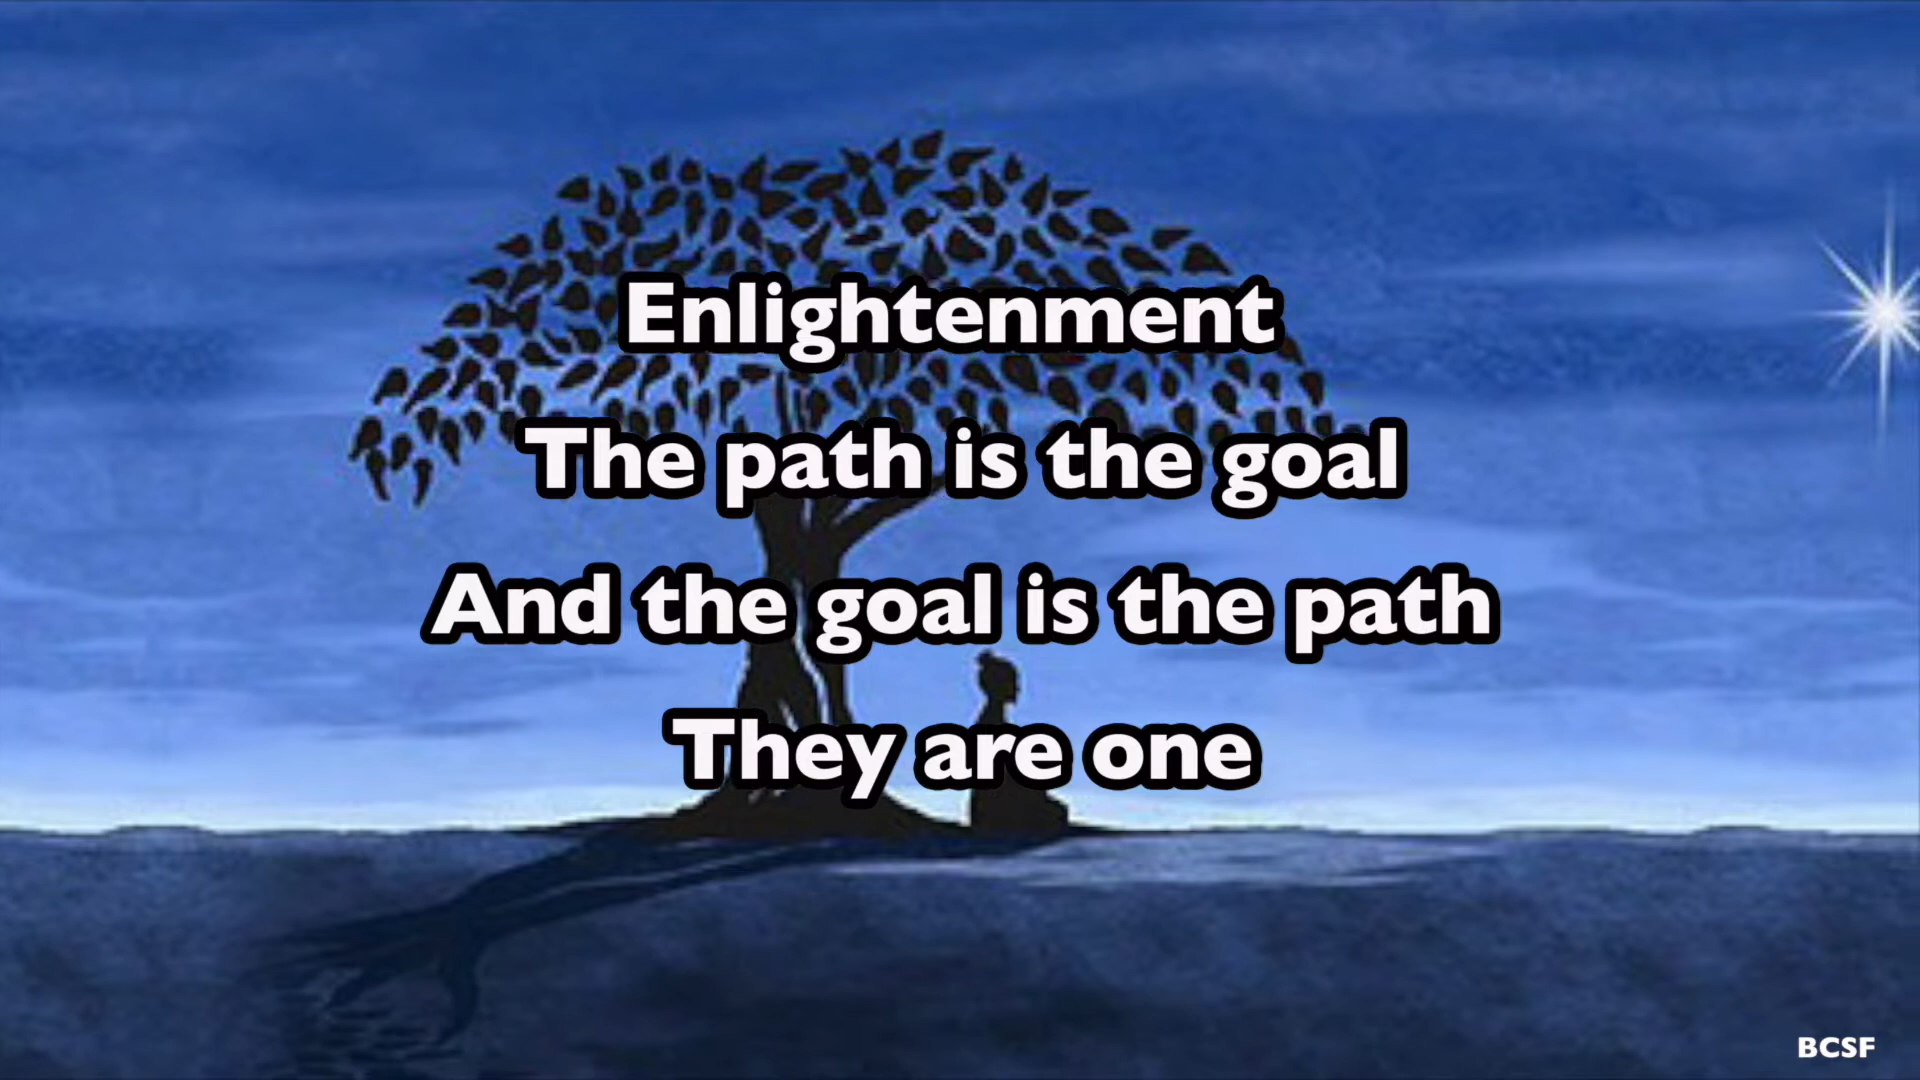 Enlightenment
The path is the goal
And the goal is the path
They are one
BCSF